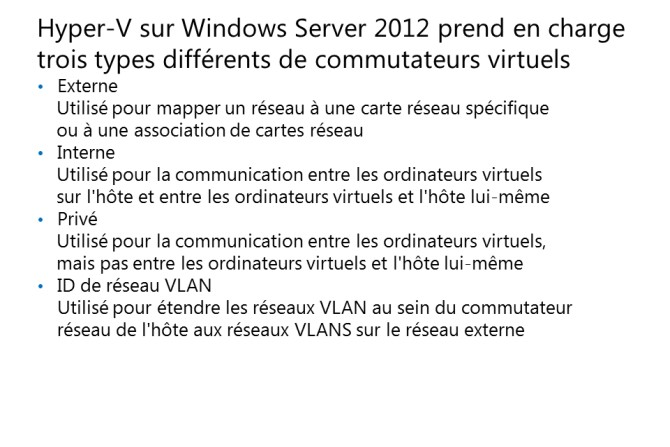 Hyper-V sur Windows Server 2012 prend en charge
trois types différents de commutateurs virtuels
• Externe
Utilisé pour mapper un réseau à une carte réseau spécifique
ou à une association de cartes réseau
• Interne
Utilisé pour la communication entre les ordinateurs virtuels
sur l'hôte et entre les ordinateurs virtuels et l'hôte lui-même
• Privé
Utilisé pour la communication entre les ordinateurs virtuels,
mais pas entre les ordinateurs virtuels et l'hôte lui-même
• ID de réseau VLAN
Utilisé pour étendre les réseaux VLAN au sein du commutateur
réseau de l'hôte aux réseaux VLANS sur le réseau externe